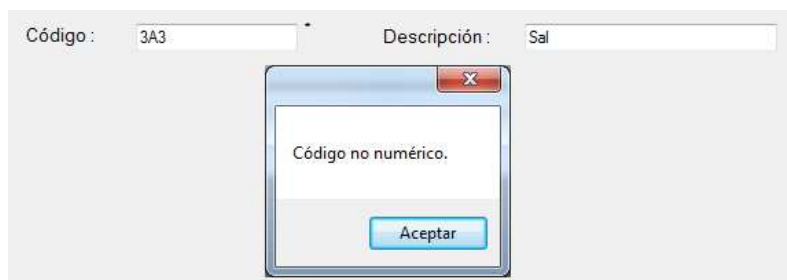 Código : 3A3 * Descripción : Sal
Código no numérico.
Aceptar